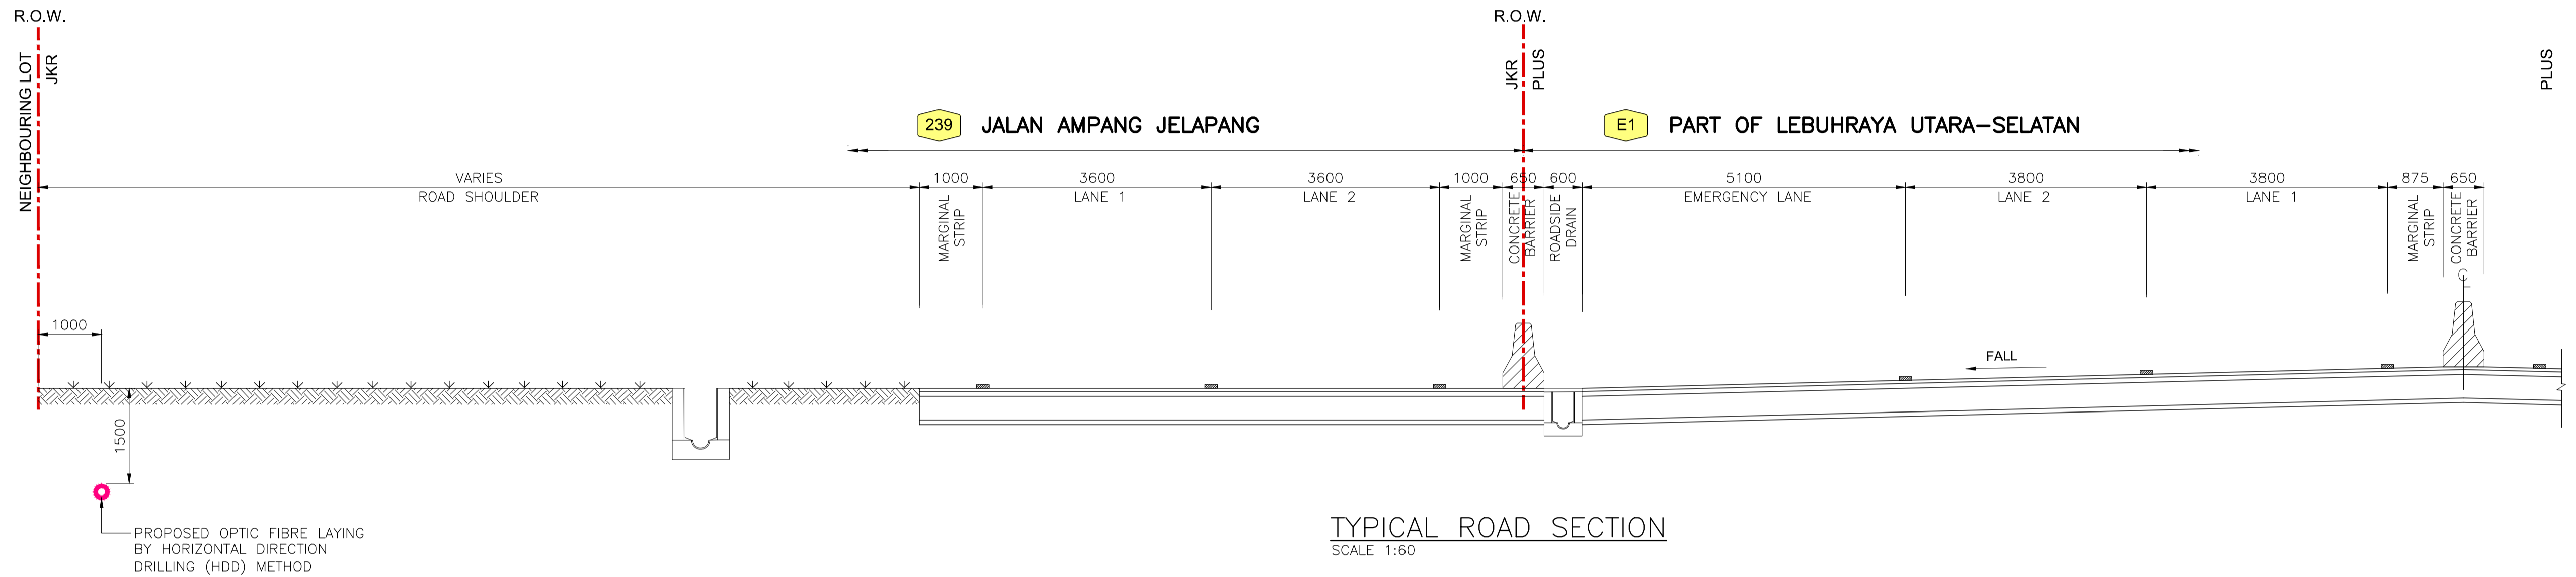 R.O.W.
R.O.W.
NEIGHBOURING LOT
JKR
JKR
PLUS
PLUS
239
JALAN AMPANG JELAPANG
E1
PART OF LEBUHRAYA UTARA-SELATAN
VARIES
1000
3600
3600
1000
650
600
5100
3800
3800
875
650
ROAD SHOULDER
MARGINAL
STRIP
LANE 1
LANE 2
MARGINAL
STRIP
CONCRETE
BARRIER
ROADSIDE
DRAIN
EMERGENCY LANE
LANE 2
LANE 1
MARGINAL
STRIP
CONCRETE
BARRIER
CL
1000
FALL
1500
PROPOSED OPTIC FIBRE LAYING
BY HORIZONTAL DIRECTION
DRILLING (HDD) METHOD
TYPICAL ROAD SECTION
SCALE 1:60